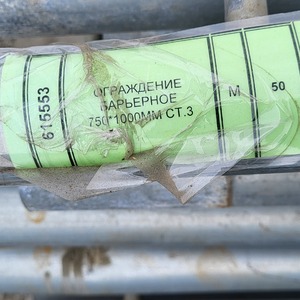 615553
ОГРАЖДЕНИЕ
БАРЬЕРНОЕ
750*1000ММ СТ.3
М
50